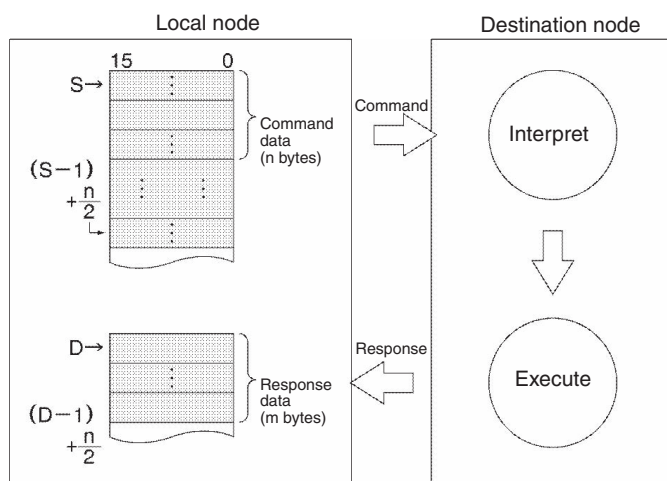 Local node
Destination node
15 0
S→
Command data (n bytes)
(S−1)
+n/2
Command
Interpret
D→
Response data (m bytes)
(D−1)
+n/2
Response
Execute